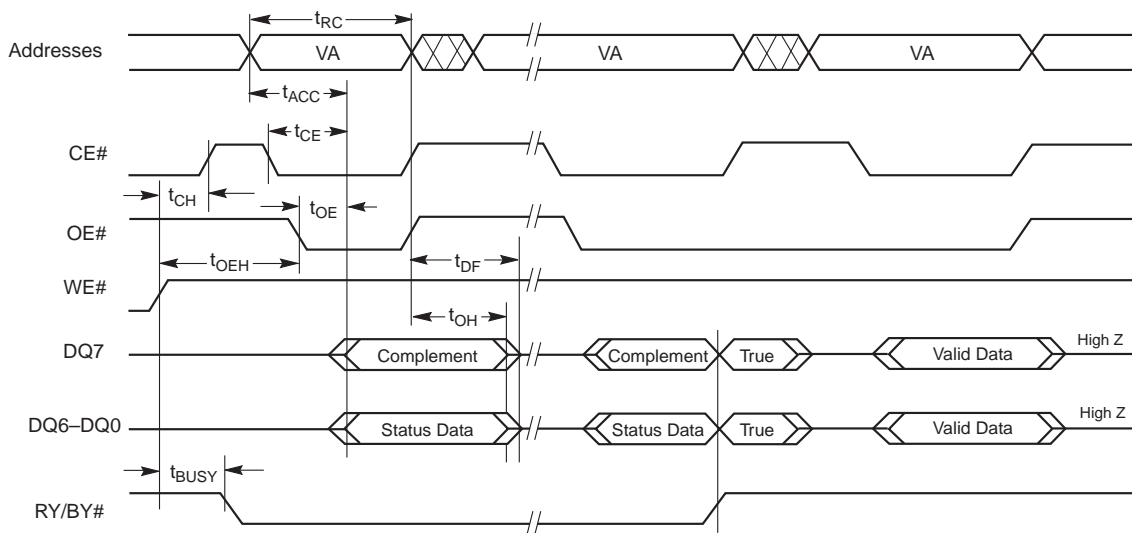 tRC
Addresses VA VA VA
tACC
tCE
CE#
tCH
tOE
OE#
tOEH tDF
WE#
tOH
DQ7 Complement Complement True Valid Data High Z
DQ6–DQ0 Status Data Status Data True Valid Data High Z
tBUSY
RY/BY#